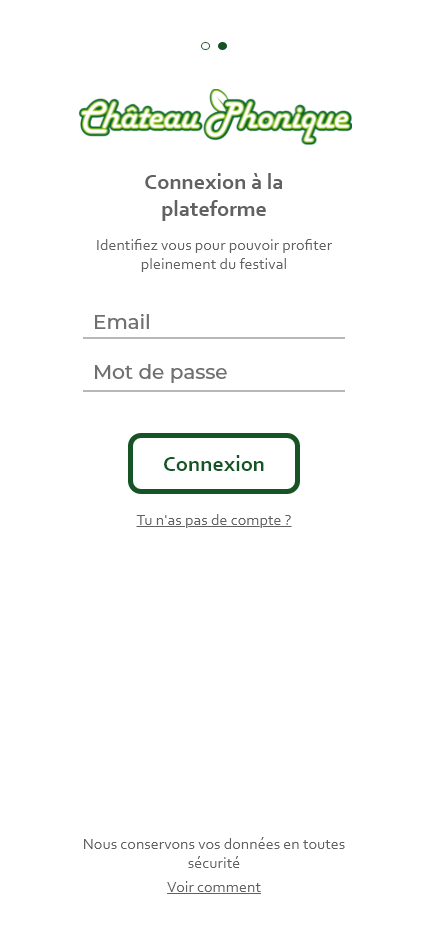 Château Phonique
Connexion à la
plateforme
Identifiez vous pour pouvoir profiter
pleinement du festival
Email
Mot de passe
Connexion
Tu n'as pas de compte ?
Nous conservons vos données en toutes
sécurité
Voir comment